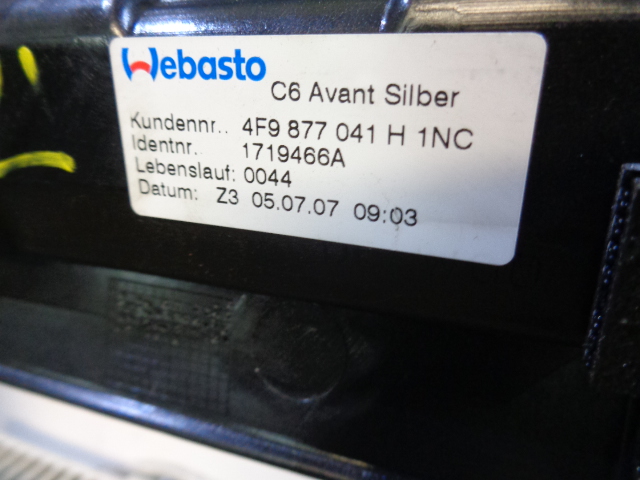 Webasto
C6 Avant Silber
Kundennr.. 4F9 877 041 H 1NC
Identnr. 1719466A
Lebenslauf: 0044
Datum: Z3 05.07.07 09:03